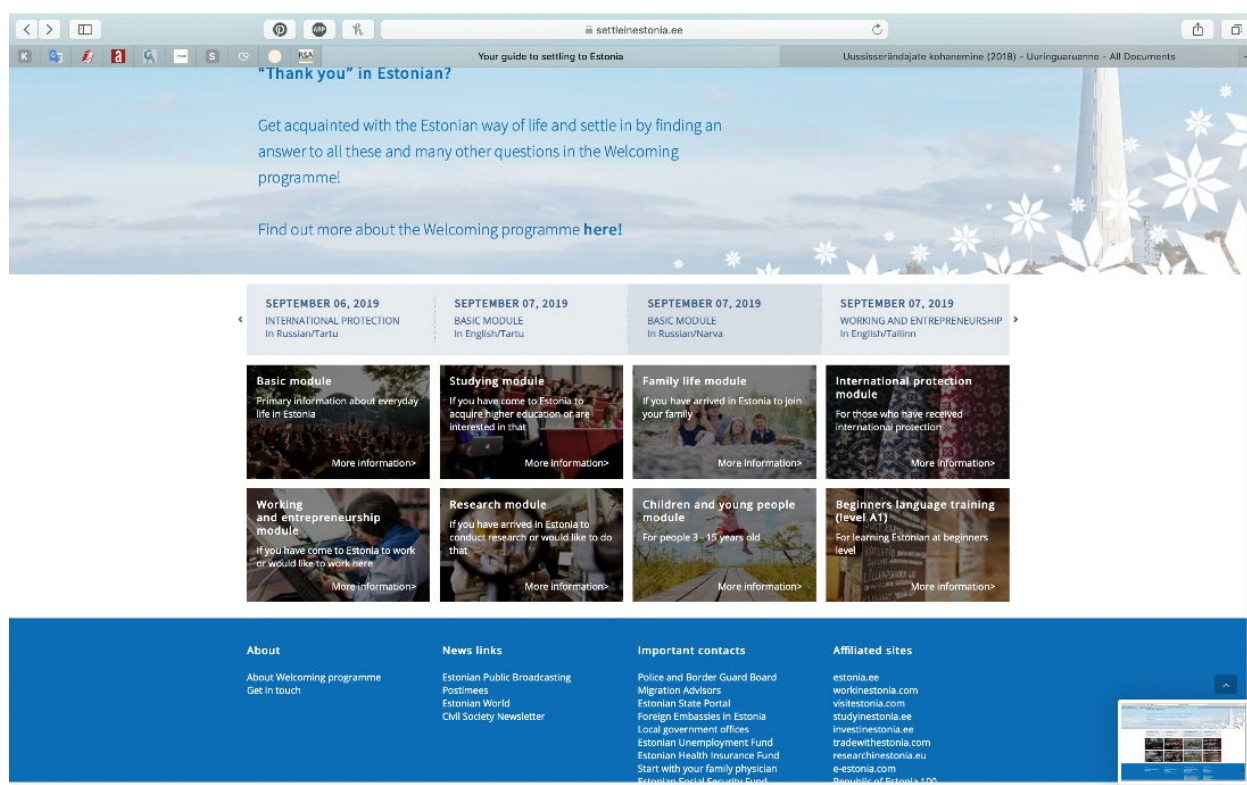 settleinestonia.ee
Your guide to settling to Estonia
Uussisserändajate kohanemine (2018) - Uuringuaruanne - All Documents
"Thank you" in Estonian?
Get acquainted with the Estonian way of life and settle in by finding an
answer to all these and many other questions in the Welcoming
programme!
Find out more about the Welcoming programme here!
SEPTEMBER 06, 2019
INTERNATIONAL PROTECTION
In Russian/Tartu
SEPTEMBER 07, 2019
BASIC MODULE
In English/Tartu
SEPTEMBER 07, 2019
BASIC MODULE
In Russian/Narva
SEPTEMBER 07, 2019
WORKING AND ENTREPRENEURSHIP
In English/Tallinn
Basic module
Primary information about everyday
life in Estonia
More information>
Studying module
If you have come to Estonia to
acquire higher education or are
interested in that
More information>
Family life module
If you have arrived in Estonia to join
your family
More information>
International protection
module
For those who have received
international protection
More information>
Working
and entrepreneurship
module
If you have come to Estonia to work
or would like to work here
More information>
Research module
If you have arrived in Estonia to
conduct research or would like to do
that
More information>
Children and young people
module
For people 3 - 15 years old
More information>
Beginners language training
(level A1)
For learning Estonian at beginners
level
More information>
About
About Welcoming programme
Get in touch
News links
Estonian Public Broadcasting
Postimees
Estonian World
Civil Society Newsletter
Important contacts
Police and Border Guard Board
Migration Advisors
Estonian State Portal
Foreign Embassies in Estonia
Local government offices
Estonian Unemployment Fund
Estonian Health Insurance Fund
Start with your family physician
Estonian Social Security Fund
Affiliated sites
estonia.ee
workinestonia.com
visitestonia.com
studyinestonia.ee
investinestonia.ee
tradewithestonia.com
researchinestonia.eu
e-estonia.com
Republic of Estonia 100